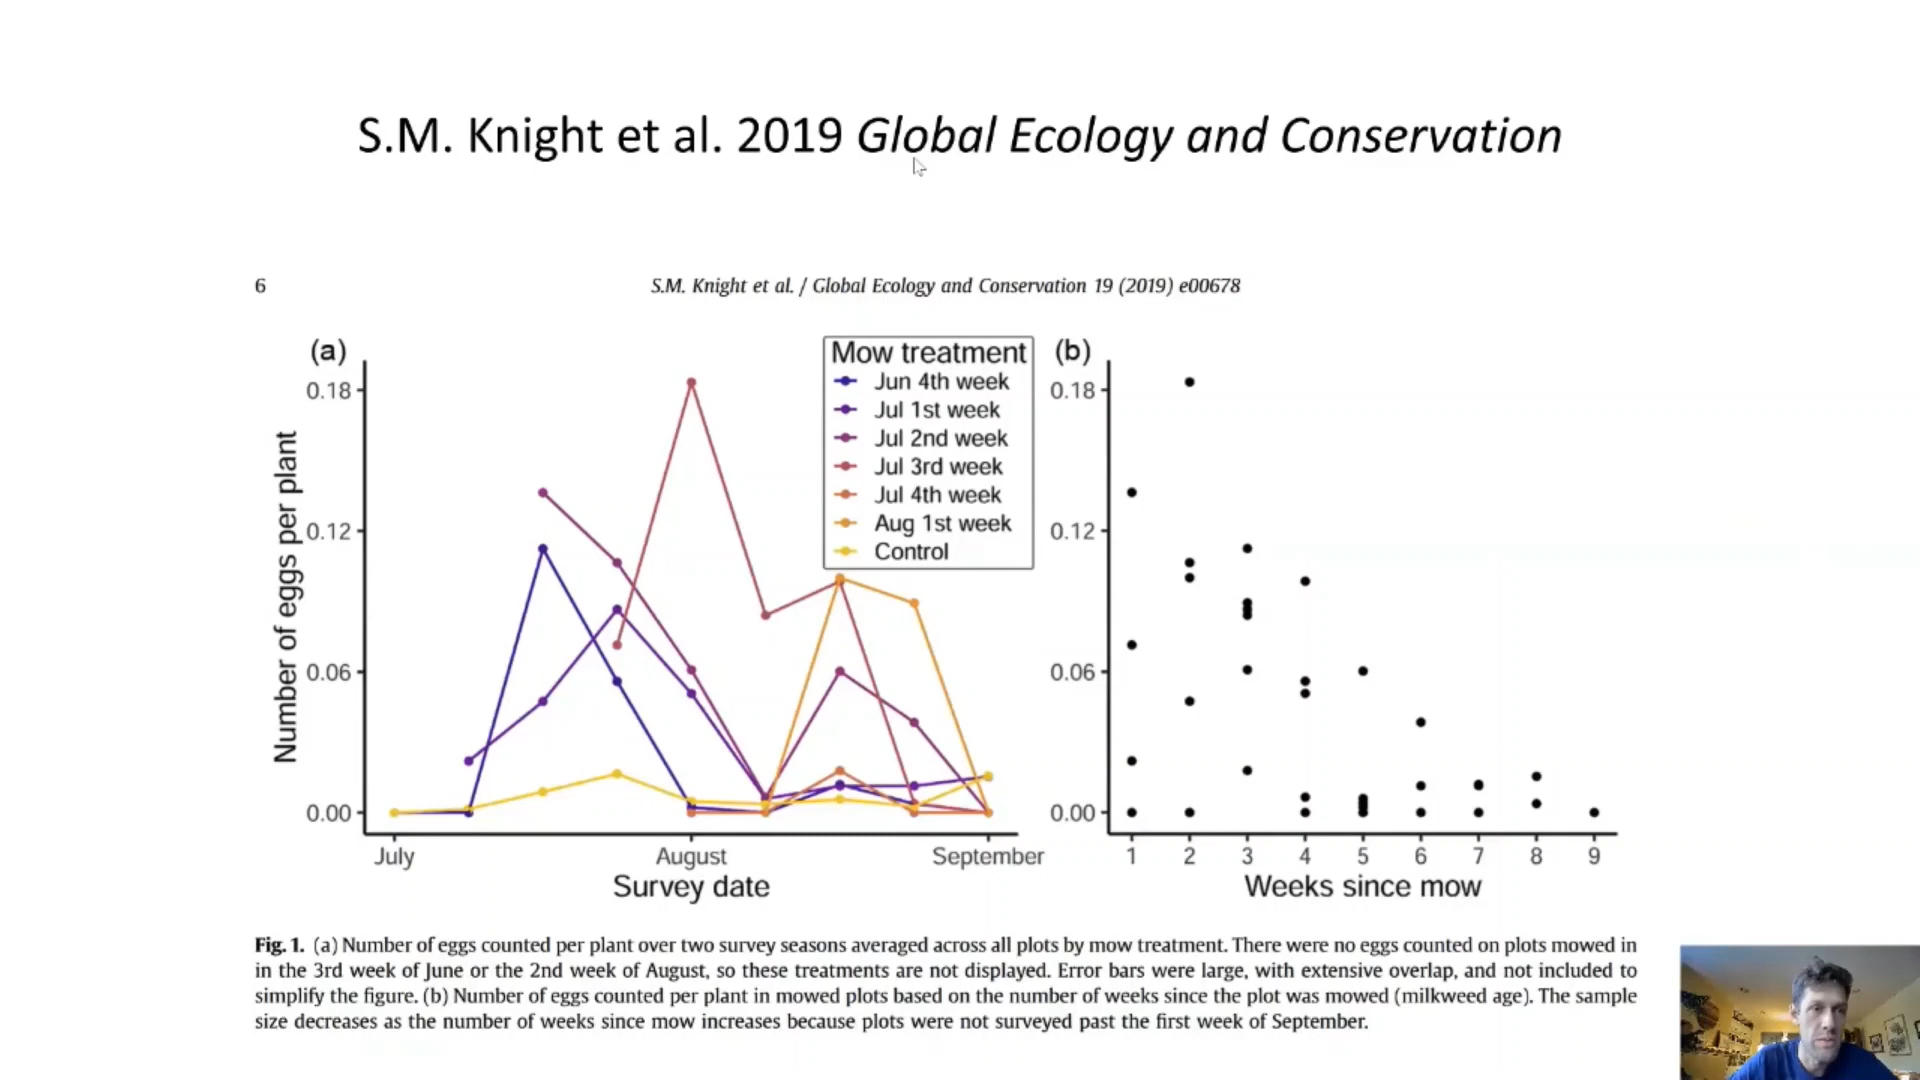 S.M. Knight et al. 2019 Global Ecology and Conservation
6
S.M. Knight et al. / Global Ecology and Conservation 19 (2019) e00678
(a)
Number of eggs per plant
0.18
0.12
0.06
0.00
July
August
September
Survey date
Mow treatment
Jun 4th week
Jul 1st week
Jul 2nd week
Jul 3rd week
Jul 4th week
Aug 1st week
Control
(b)
0.18
0.12
0.06
0.00
1 2 3 4 5 6 7 8 9
Weeks since mow
Fig. 1. (a) Number of eggs counted per plant over two survey seasons averaged across all plots by mow treatment. There were no eggs counted on plots mowed in
in the 3rd week of June or the 2nd week of August, so these treatments are not displayed. Error bars were large, with extensive overlap, and not included to
simplify the figure. (b) Number of eggs counted per plant in mowed plots based on the number of weeks since the plot was mowed (milkweed age). The sample
size decreases as the number of weeks since mow increases because plots were not surveyed past the first week of September.